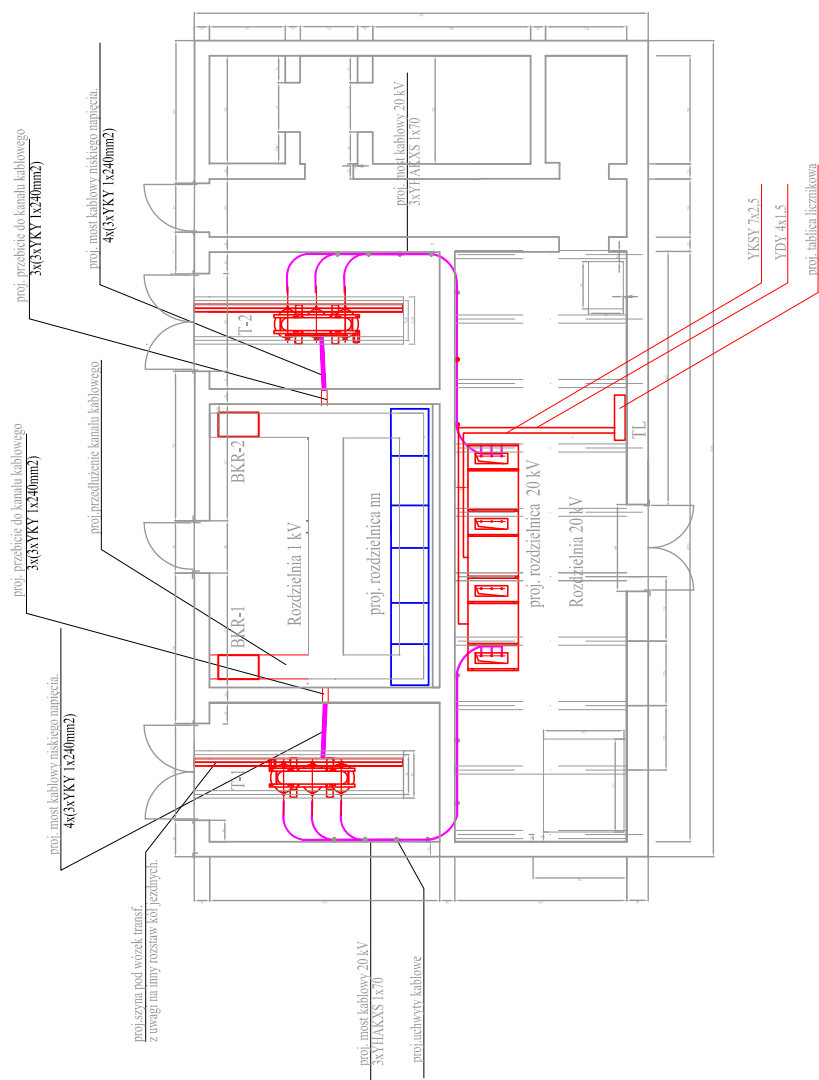 proj. przebicie do kanału kablowego
3x(3xYKY 1x240mm2)
proj. most kablowy niskiego napięcia.
4x(3xYKY 1x240mm2)
proj. most kablowy 20 kV
3xYHAKXS 1x70
proj. przebicie do kanału kablowego
3x(3xYKY 1x240mm2)
proj.przedłużenie kanału kablowego
proj. most kablowy niskiego napięcia.
4x(3xYKY 1x240mm2)
proj.szyna pod wózek transf.
z uwagi na inny rozstaw kół jezdnych.
proj. most kablowy 20 kV
3xYHAKXS 1x70
proj.uchwyty kablowe
T-2
BKR-2
Rozdzielnia 1 kV
proj. rozdzielnica nn
BKR-1
T-1
proj. rozdzielnica 20 kV
Rozdzielnia 20 kV
TL
YKSY 7x2,5
YDY 4x1,5
proj. tablica licznikowa